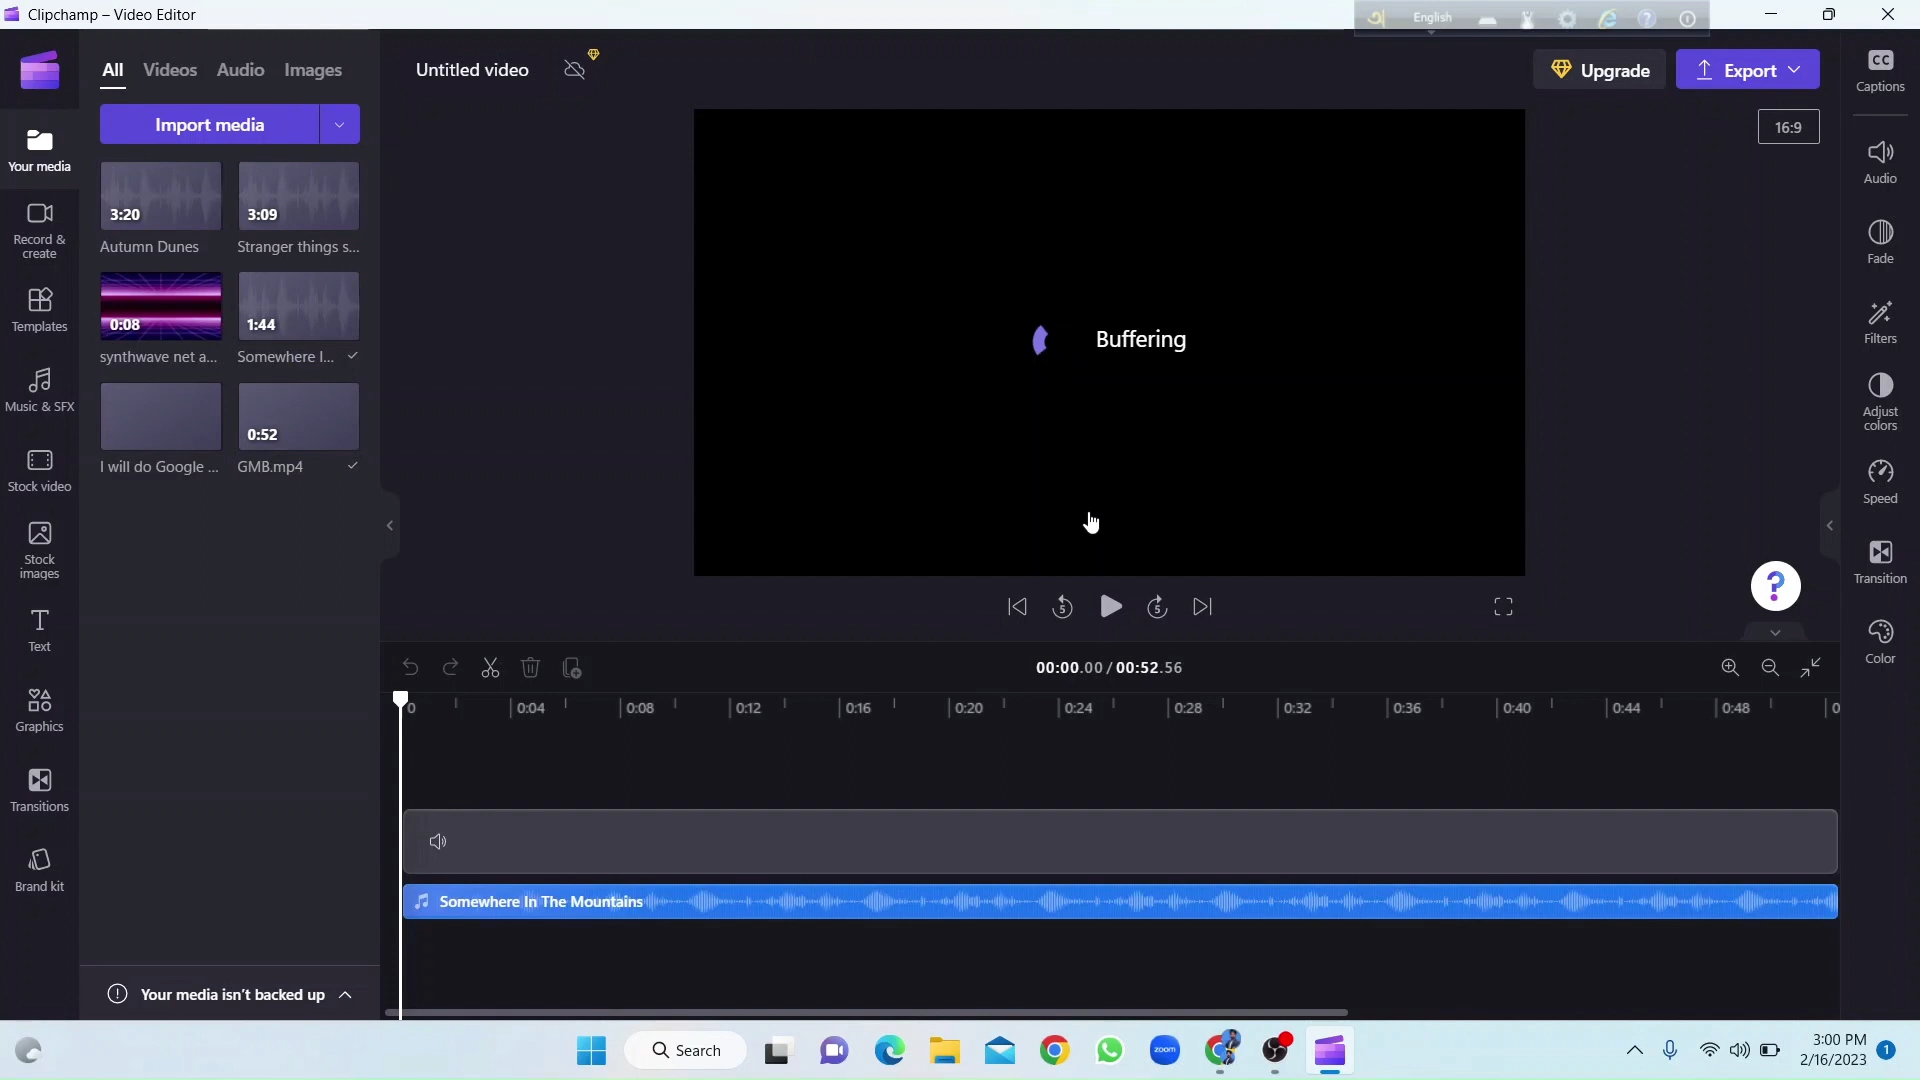 Clipchamp – Video Editor
English
All
Videos
Audio
Images
Untitled video
Upgrade
Export
CC
Captions
Import media
16:9
Your media
3:20
3:09
Autumn Dunes
Stranger things s...
Audio
Record &
create
Fade
0:08
1:44
synthwave net a...
Somewhere I...
Templates
Buffering
Filters
Music & SFX
Adjust
colors
0:52
I will do Google ...
GMB.mp4
Stock video
Speed
Stock
images
Transition
?
5
5
Text
Color
00:00.00 / 00:52.56
0
0:04
0:08
0:12
0:16
0:20
0:24
0:28
0:32
0:36
0:40
0:44
0:48
Graphics
Transitions
Brand kit
Somewhere In The Mountains
Your media isn't backed up
Search
zoom
3:00 PM
2/16/2023
1